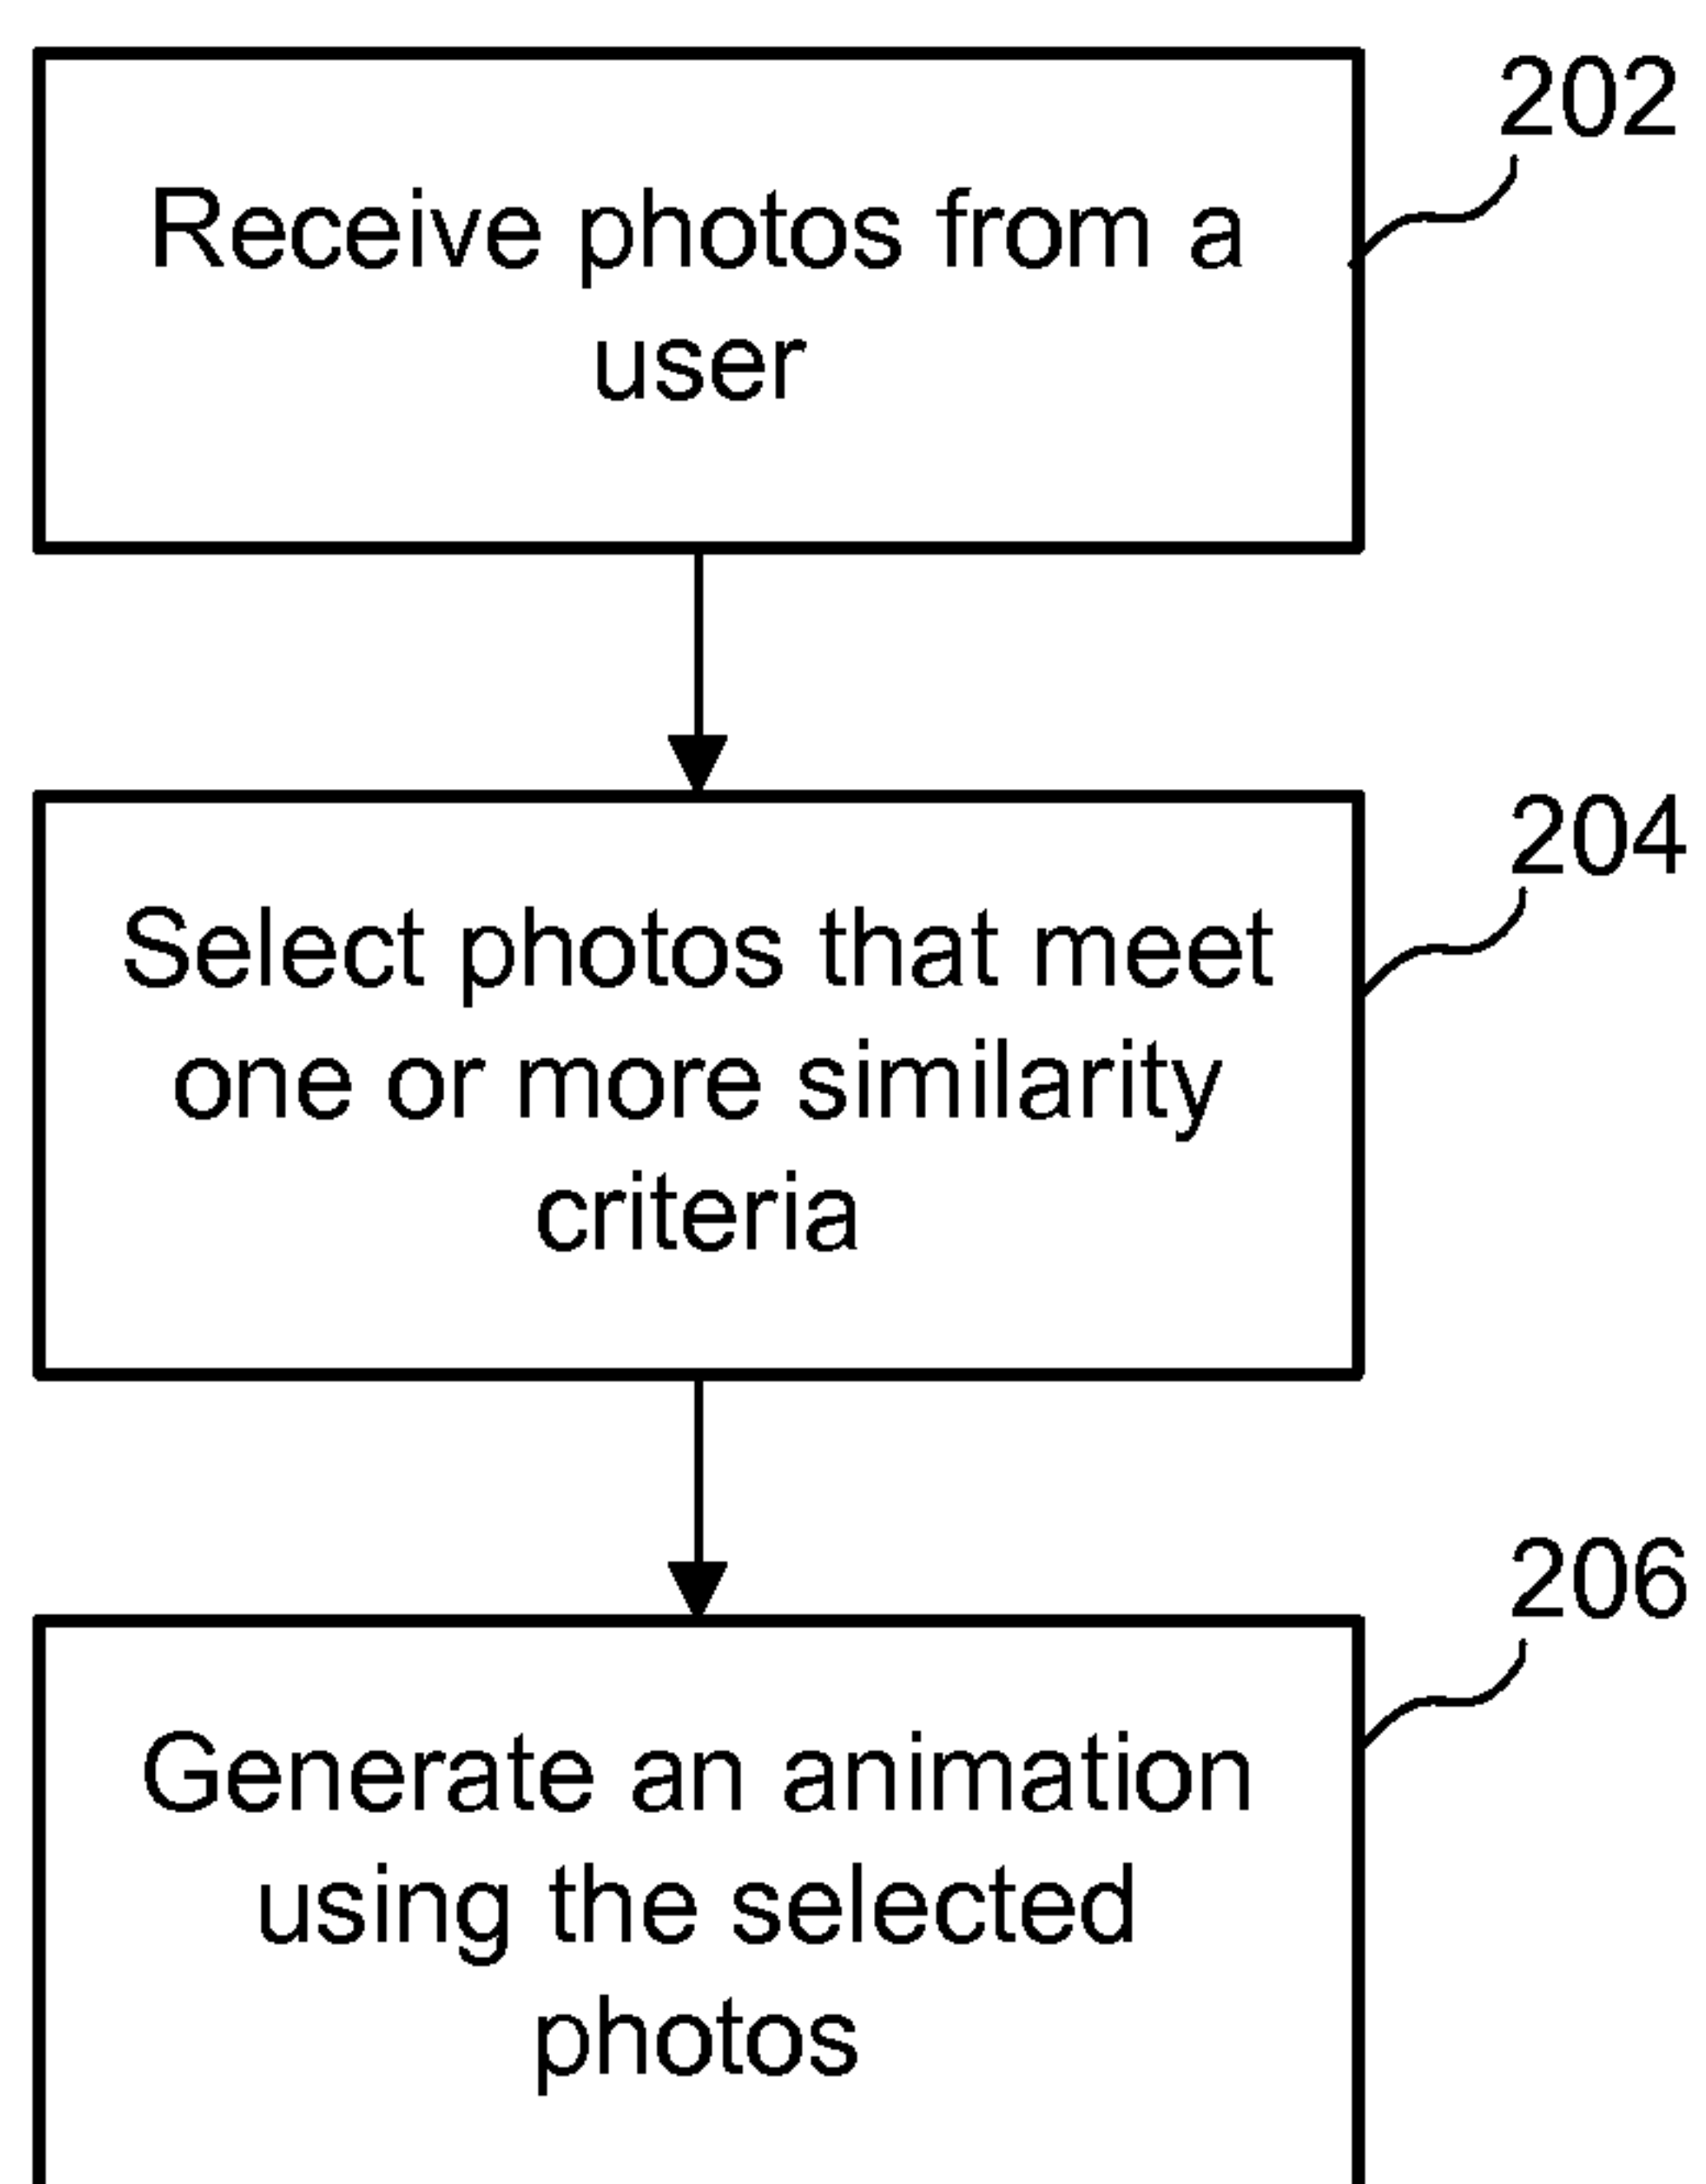 202
Receive photos from a
user
204
Select photos that meet
one or more similarity
criteria
206
Generate an animation
using the selected
photos